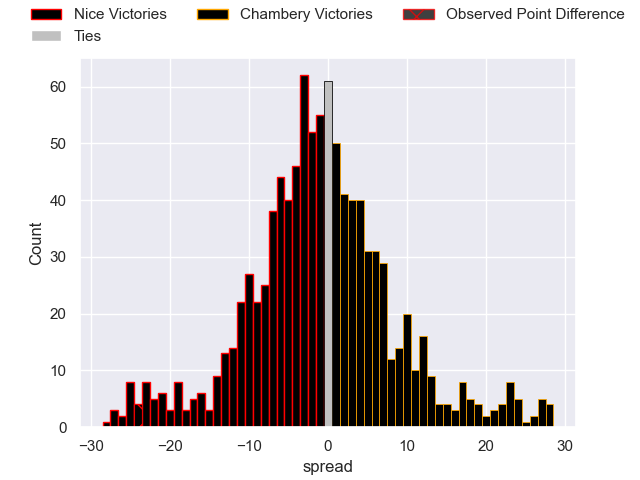 Nice Victories
Chambery Victories
Observed Point Difference
Ties
60
50
40
30
20
10
0
Count
−30
−20
−10
0
10
20
30
spread